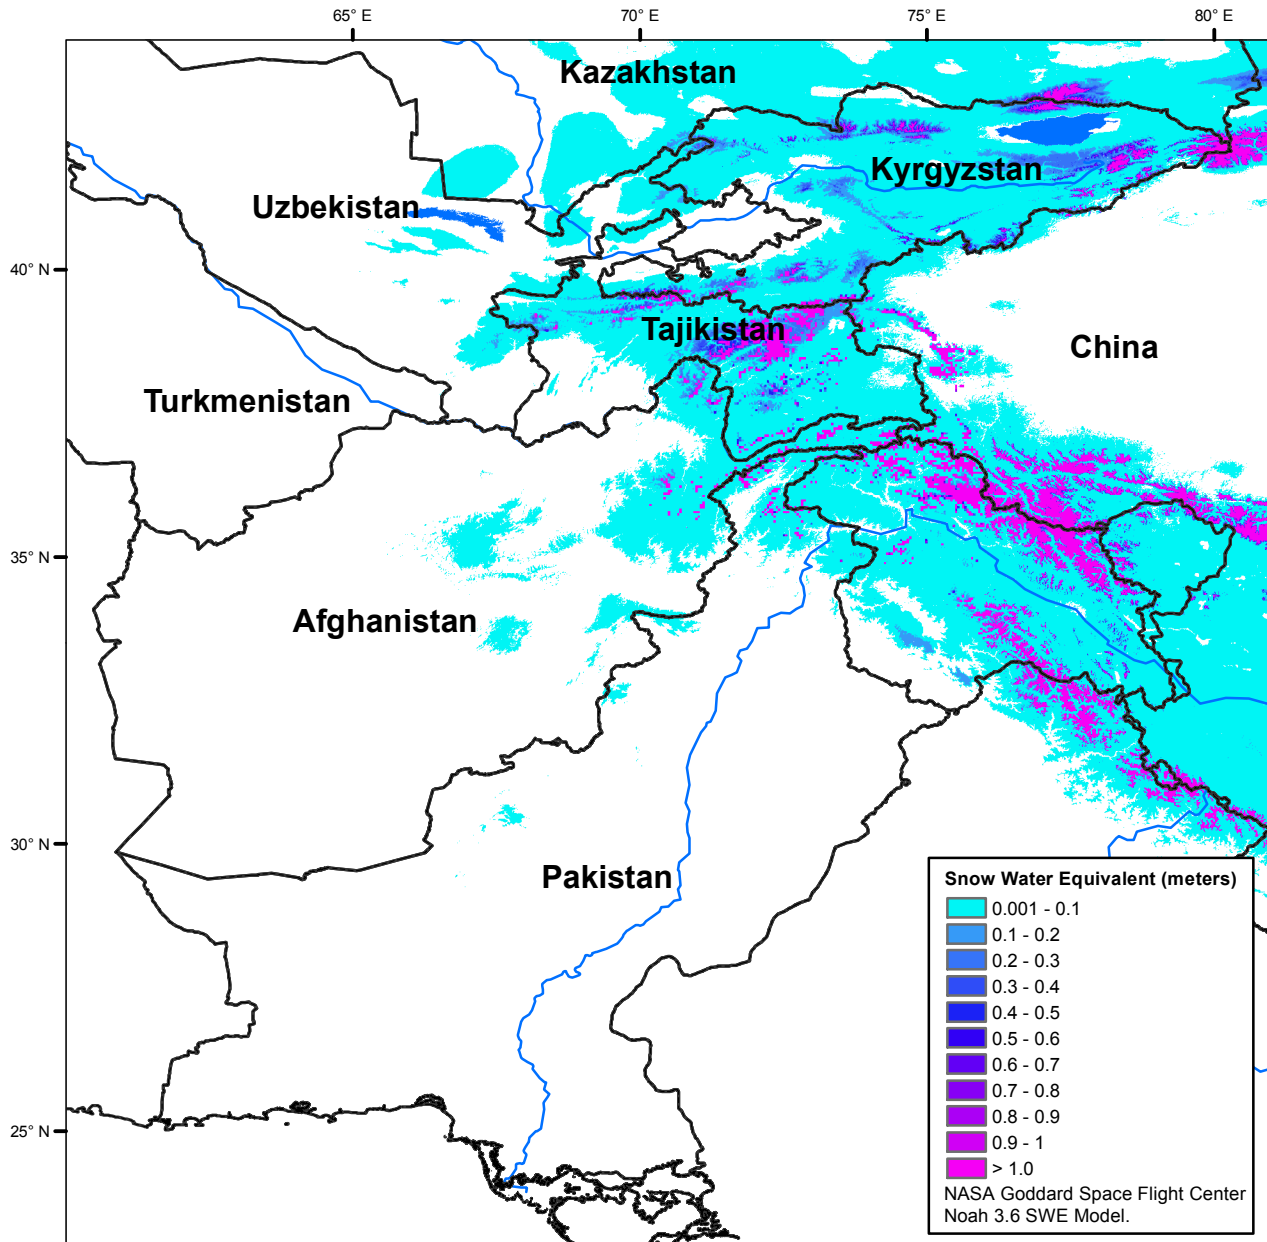 65° E
70° E
75° E
80° E
Kazakhstan
Kyrgyzstan
Uzbekistan
40° N
Tajikistan
China
Turkmenistan
35° N
Afghanistan
30° N
Pakistan
25° N
Snow Water Equivalent (meters)
0.001 - 0.1
0.1 - 0.2
0.2 - 0.3
0.3 - 0.4
0.4 - 0.5
0.5 - 0.6
0.6 - 0.7
0.7 - 0.8
0.8 - 0.9
0.9 - 1
> 1.0
NASA Goddard Space Flight Center
Noah 3.6 SWE Model.